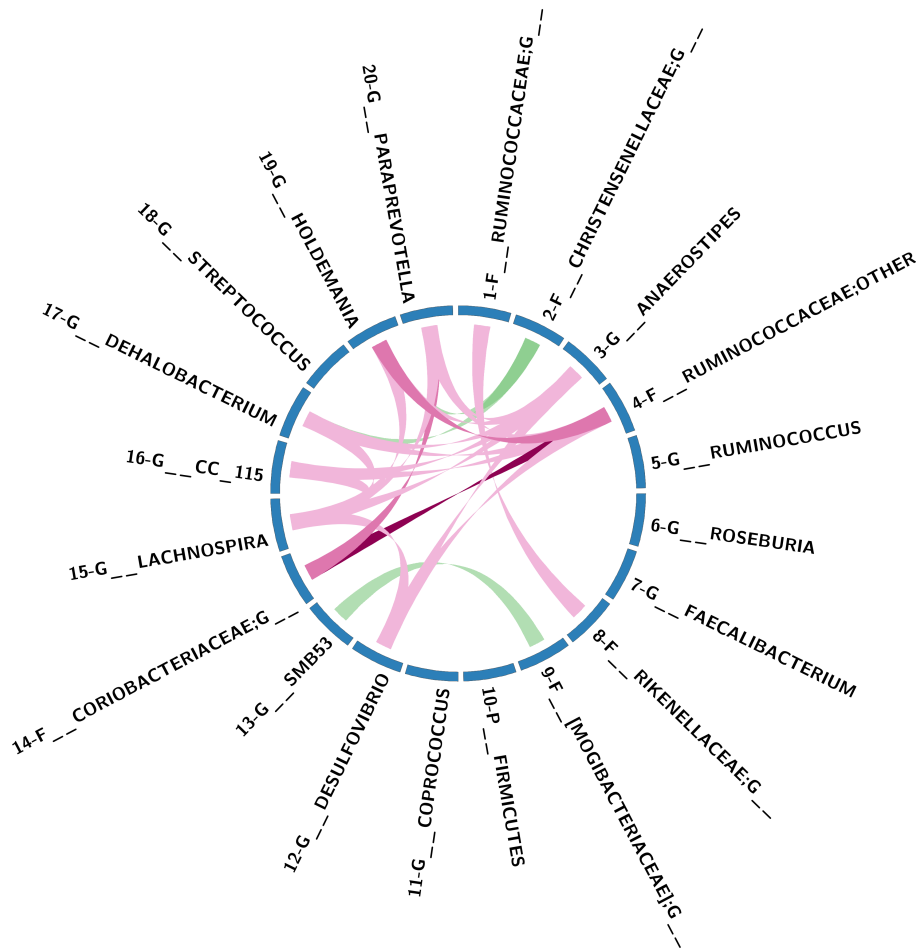 1-F__RUMINOCOCCACEAE;G__
2-F__CHRISTENSENELLACEAE;G__
3-G__ANAEROSTIPES
4-F__RUMINOCOCCACEAE;OTHER
5-G__RUMINOCOCCUS
6-G__ROSEBURIA
7-G__FAECALIBACTERIUM
8-F__RIKENELLACEAE;G__
9-F__[MOGIBACTERIACEAE];G__
10-P__FIRMICUTES
11-G__COPROCOCCUS
12-G__DESULFOVIBRIO
13-G__SMB53
14-F__CORIOBACTERIACEAE;G__
15-G__LACHNOSPIRA
16-G__CC_115
17-G__DEHALOBACTERIUM
18-G__STREPTOCOCCUS
19-G__HOLDEMANIA
20-G__PARAPREVOTELLA